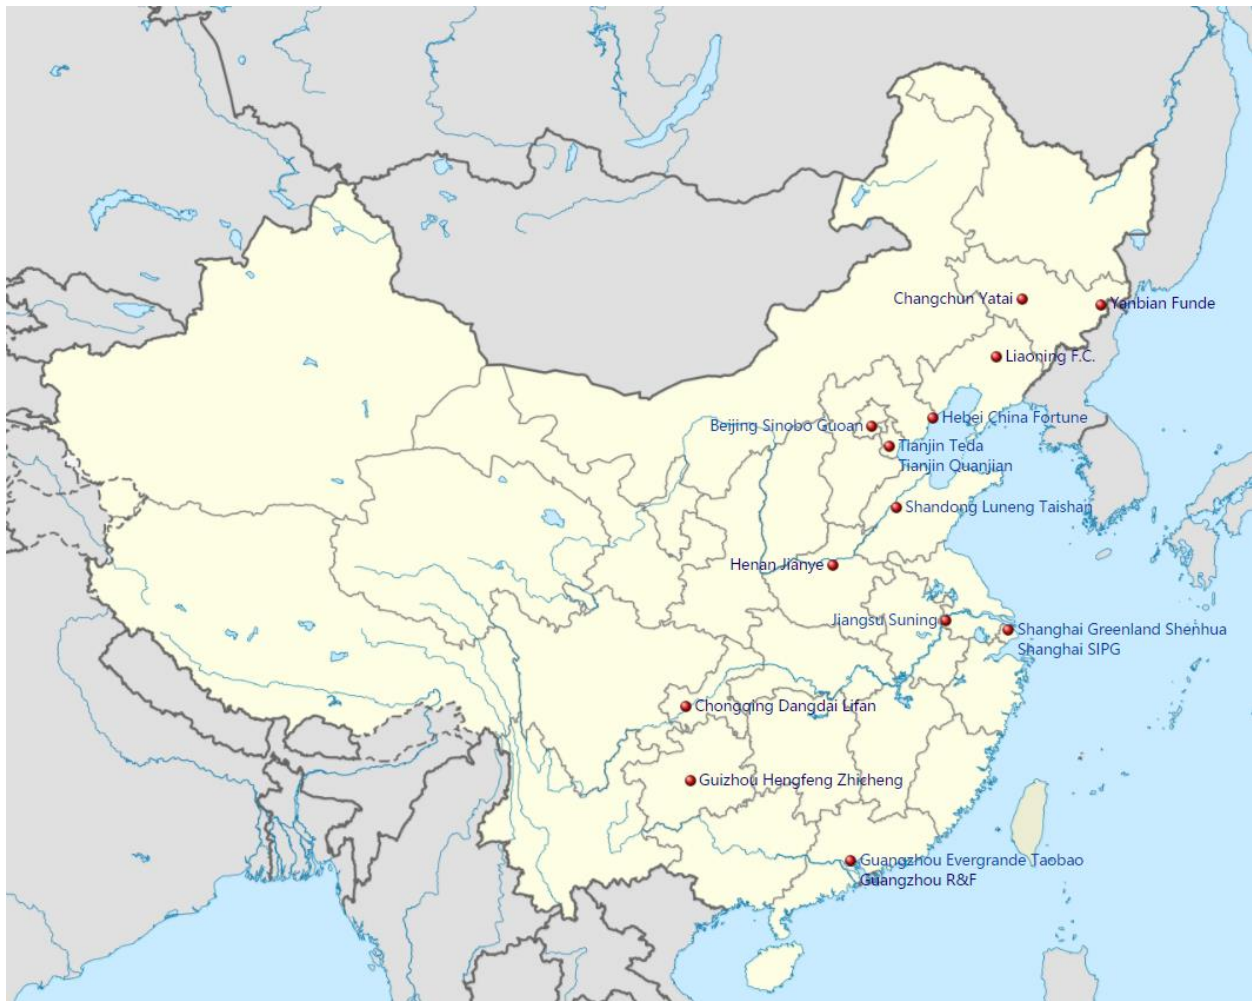 Changchun Yatai
Yanbian Funde
Liaoning F.C.
Hebei China Fortune
Beijing Sinobo Guoan
Tianjin Teda
Tianjin Quanjian
Shandong Luneng Taishan
Henan Jianye
Jiangsu Suning
Shanghai Greenland Shenhua
Shanghai SIPG
Chongqing Dangdai Lifan
Guizhou Hengfeng Zhicheng
Guangzhou Evergrande Taobao
Guangzhou R&F